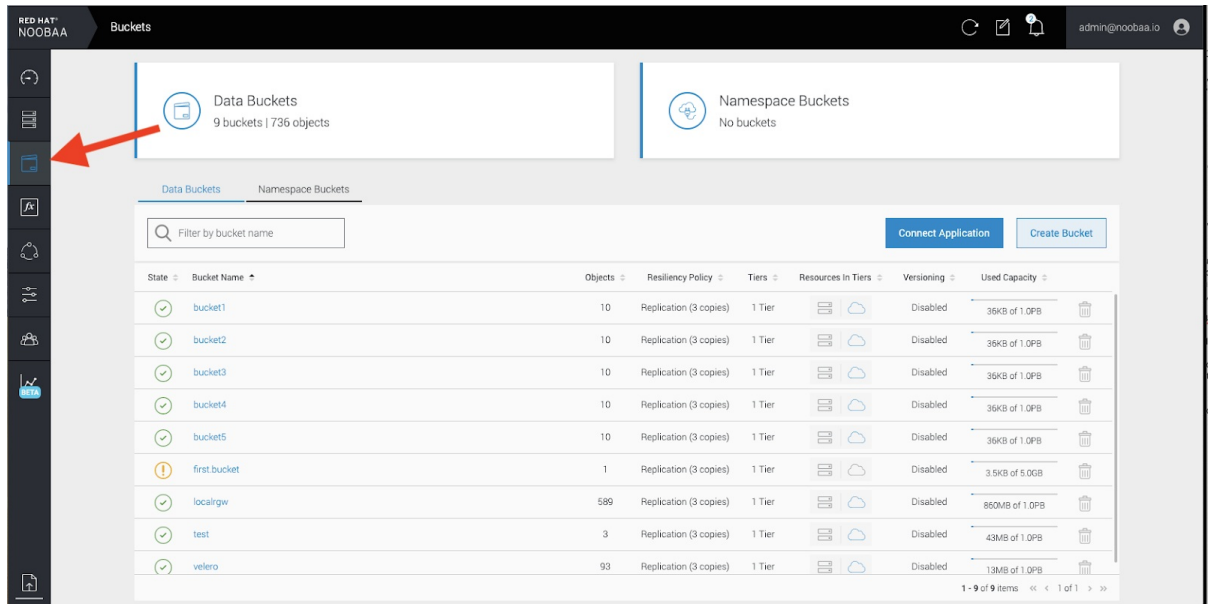 RED HAT®
NOOBAA
Buckets
2
admin@noobaa.io
Data Buckets
9 buckets | 736 objects
Namespace Buckets
No buckets
Data Buckets Namespace Buckets
Filter by bucket name
Connect Application
Create Bucket
State Bucket Name Objects Resiliency Policy Tiers Resources In Tiers Versioning Used Capacity
bucket1 10 Replication (3 copies) 1 Tier Disabled 36KB of 1.0PB
bucket2 10 Replication (3 copies) 1 Tier Disabled 36KB of 1.0PB
bucket3 10 Replication (3 copies) 1 Tier Disabled 36KB of 1.0PB
bucket4 10 Replication (3 copies) 1 Tier Disabled 36KB of 1.0PB
bucket5 10 Replication (3 copies) 1 Tier Disabled 36KB of 1.0PB
first.bucket 1 Replication (3 copies) 1 Tier Disabled 3.5KB of 5.0GB
localrgw 589 Replication (3 copies) 1 Tier Disabled 860MB of 1.0PB
test 3 Replication (3 copies) 1 Tier Disabled 43MB of 1.0PB
velero 93 Replication (3 copies) 1 Tier Disabled 13MB of 1.0PB
1 - 9 of 9 items « < 1 of 1 > »
fx
BETA